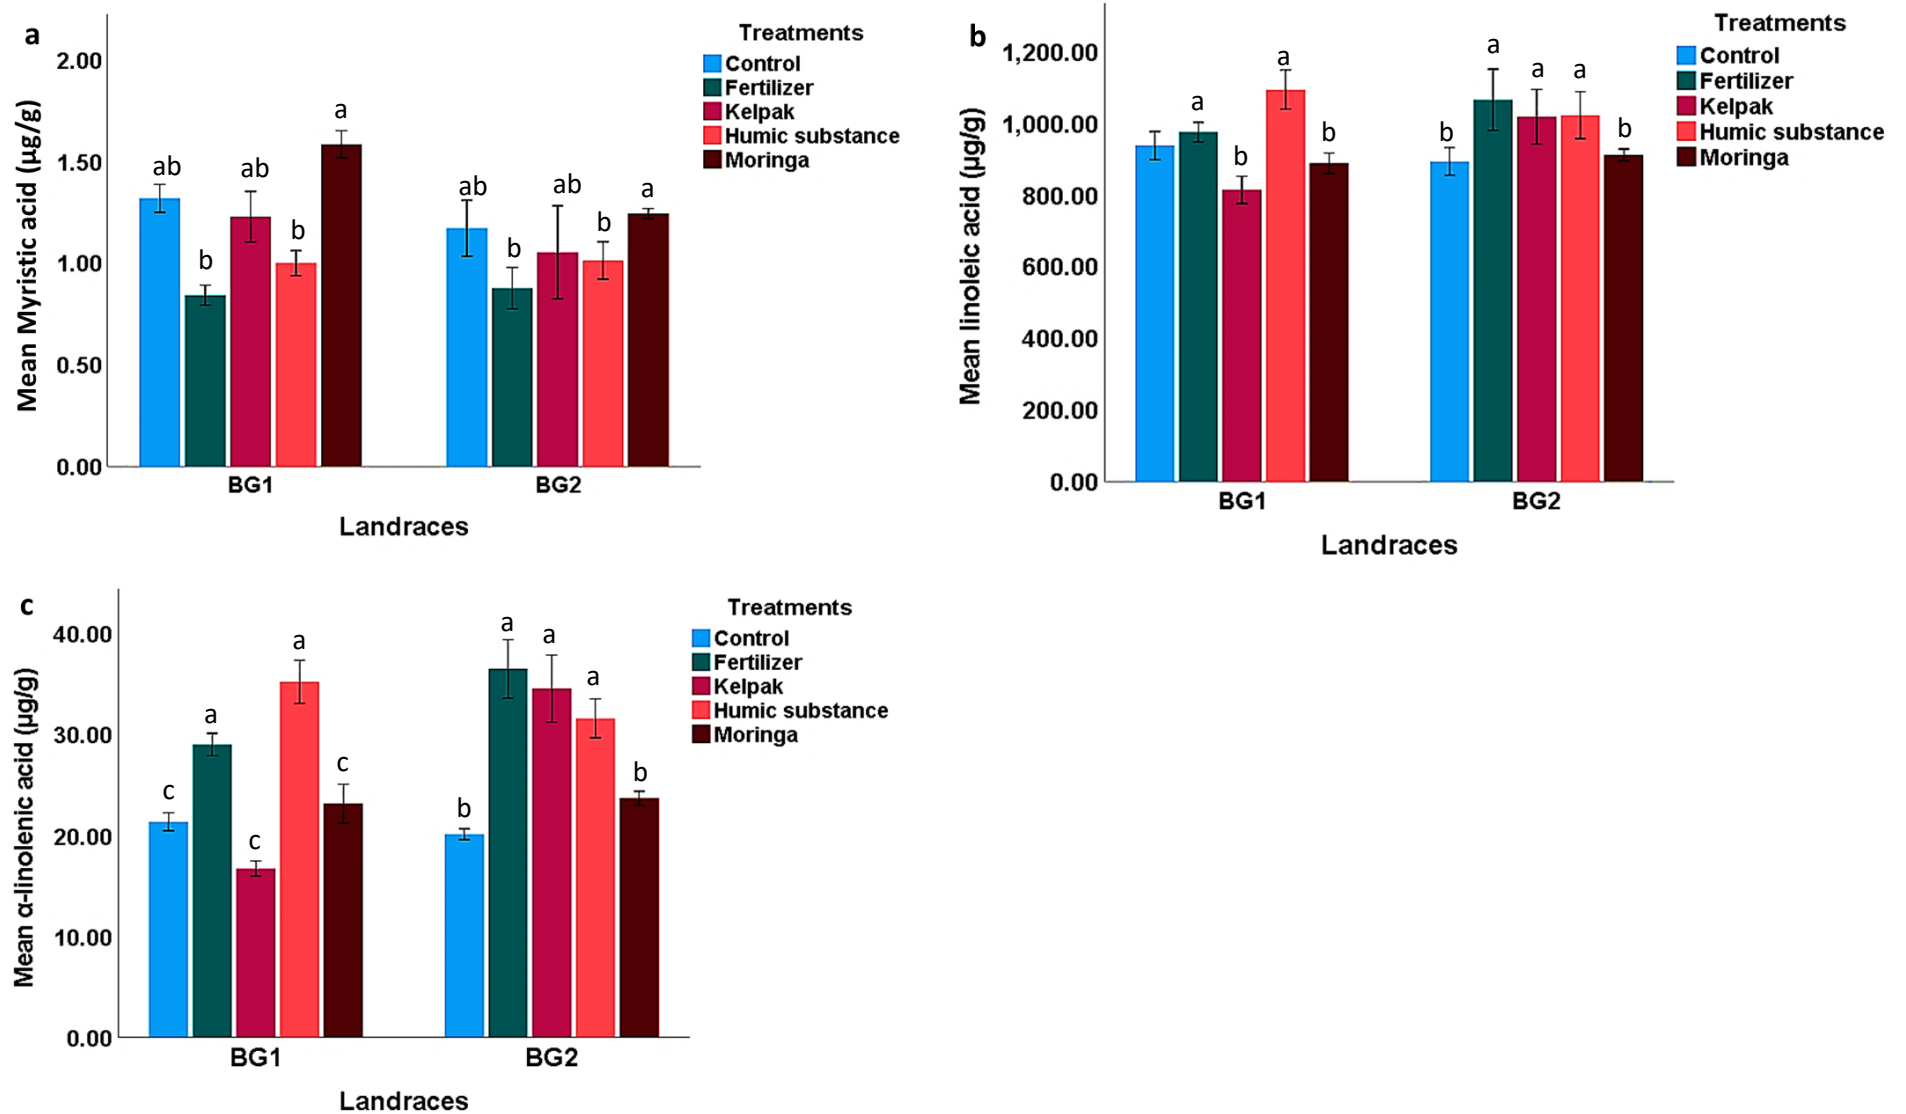 a
Mean Myristic acid (µg/g)
2.00
1.50
1.00
0.50
0.00
ab
b
ab
b
a
ab
b
ab
b
a
BG1
BG2
Landraces
Treatments
Control
Fertilizer
Kelpak
Humic substance
Moringa
b
Mean linoleic acid (µg/g)
1,200.00
1,000.00
800.00
600.00
400.00
200.00
0.00
a
b
a
b
b
a
a
a
b
BG1
BG2
Landraces
Treatments
Control
Fertilizer
Kelpak
Humic substance
Moringa
c
Mean α-linolenic acid (µg/g)
40.00
30.00
20.00
10.00
0.00
c
a
c
a
c
b
a
a
a
b
BG1
BG2
Landraces
Treatments
Control
Fertilizer
Kelpak
Humic substance
Moringa